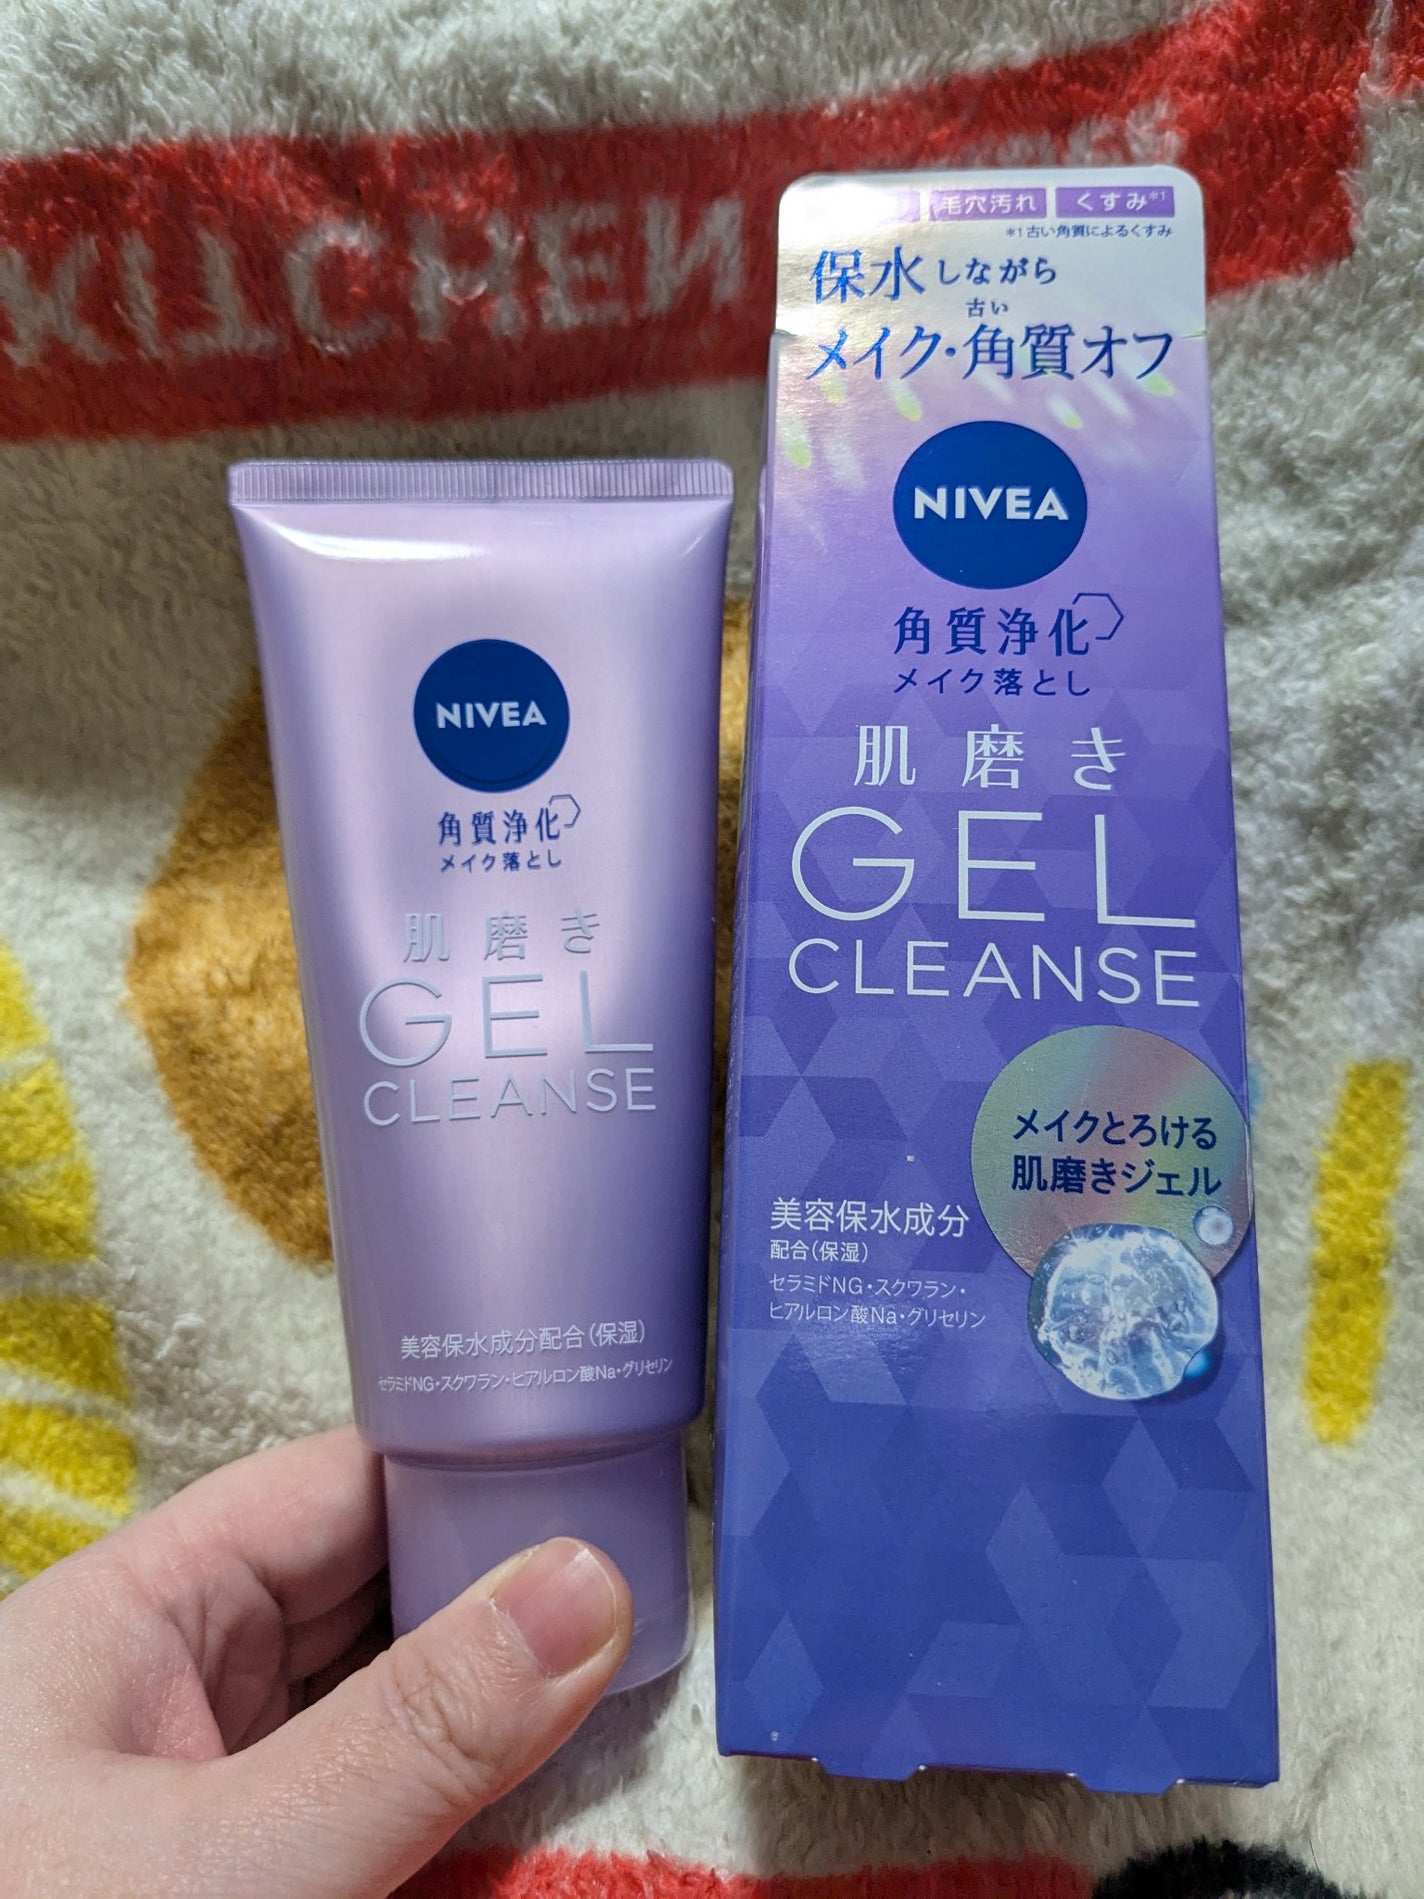 KITCHEN
毛穴汚れ くすみ*1
*1古い角質によるくすみ
保水しながら
古い
メイク・角質オフ
NIVEA
角質浄化
メイク落とし
肌磨き
GEL
CLEANSE
メイクとろける
肌磨きジェル
美容保水成分
配合(保湿)
セラミドNG・スクワラン・
ヒアルロン酸Na・グリセリン
NIVEA
角質浄化
メイク落とし
肌磨き
GEL
CLEANSE
美容保水成分配合(保湿)
セラミドNG・スクワラン・ヒアルロン酸Na・グリセリン